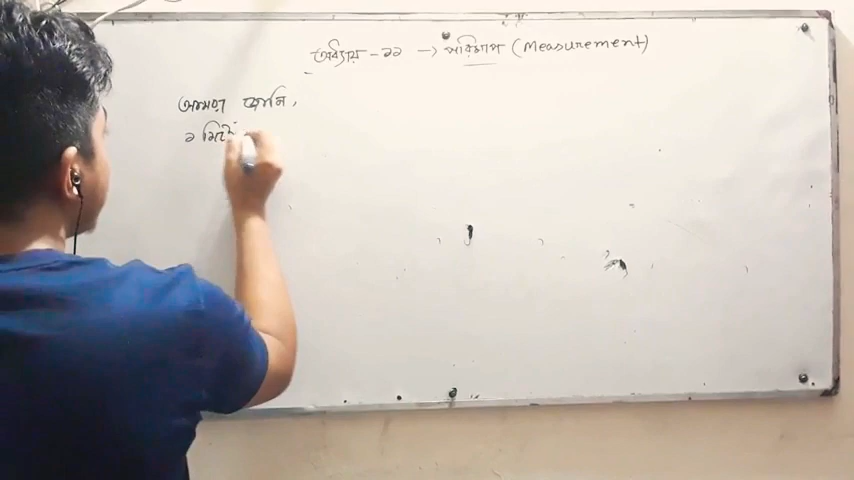 অধ্যায় - ১১ → পরিমাপ (Measurement)
আমরা জানি,
১ মিটার